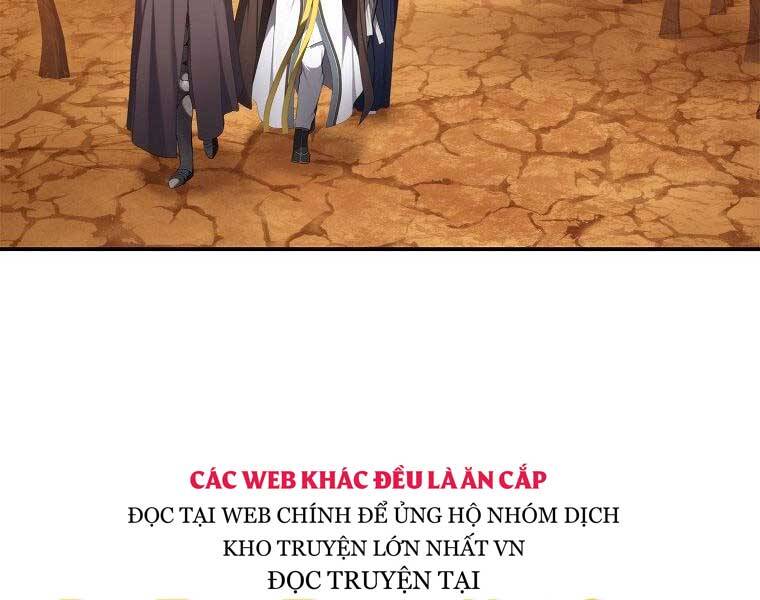 CÁC WEB KHÁC ĐỀU LÀ ĂN CẮP
ĐỌC TẠI WEB CHÍNH ĐỂ ỦNG HỘ NHÓM DỊCH
KHO TRUYỆN LỚN NHẤT VN
ĐỌC TRUYỆN TẠI